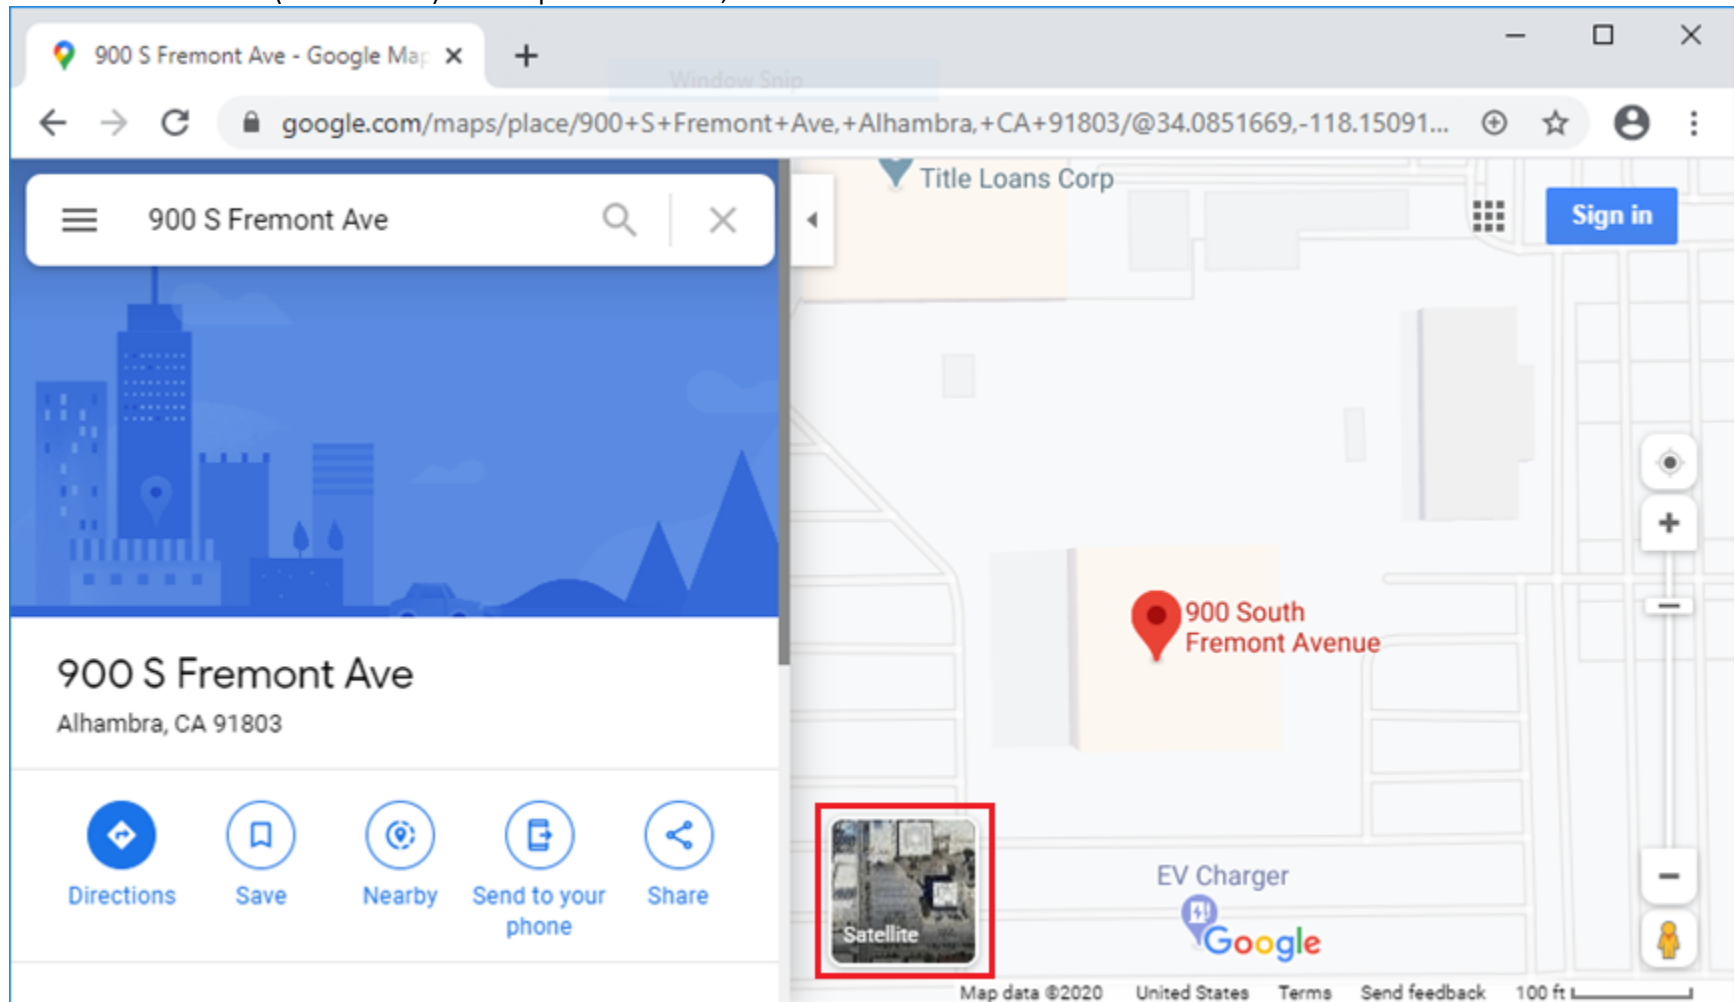 900 S Fremont Ave - Google Map
Window Snip
google.com/maps/place/900+S+Fremont+Ave,+Alhambra,+CA+91803/@34.0851669,-118.15091...
900 S Fremont Ave
Title Loans Corp
Sign in
900 South
Fremont Avenue
900 S Fremont Ave
Alhambra, CA 91803
Directions
Save
Nearby
Send to your
phone
Share
Satellite
EV Charger
Google
Map data ©2020 United States Terms Send feedback 100 ft